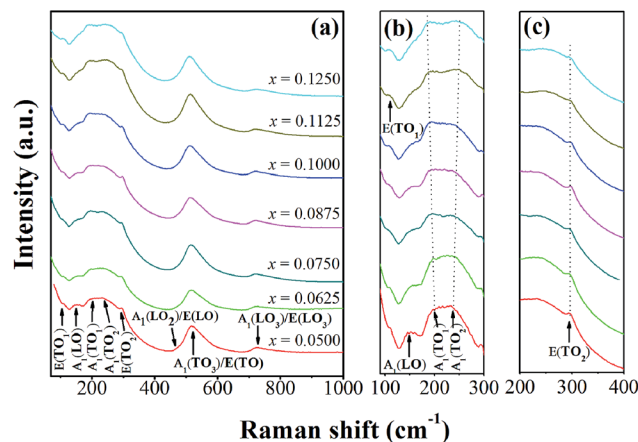 (a)
x = 0.1250
x = 0.1125
x = 0.1000
x = 0.0875
x = 0.0750
x = 0.0625
x = 0.0500
A₁(LO₂)/E(LO)
A₁(LO₃)/E(LO₃)
A₁(TO₃)/E(TO)
E(TO₁)
A₁(LO)
A₁(TO₁)
A₁(TO₂)
E(TO₂)
200 400 600 800 1000
Intensity (a.u.)
(b)
E(TO₁)
A₁(LO)
A₁(TO₁)
A₁(TO₂)
100 200 300
(c)
E(TO₂)
200 300 400
Raman shift (cm⁻¹)